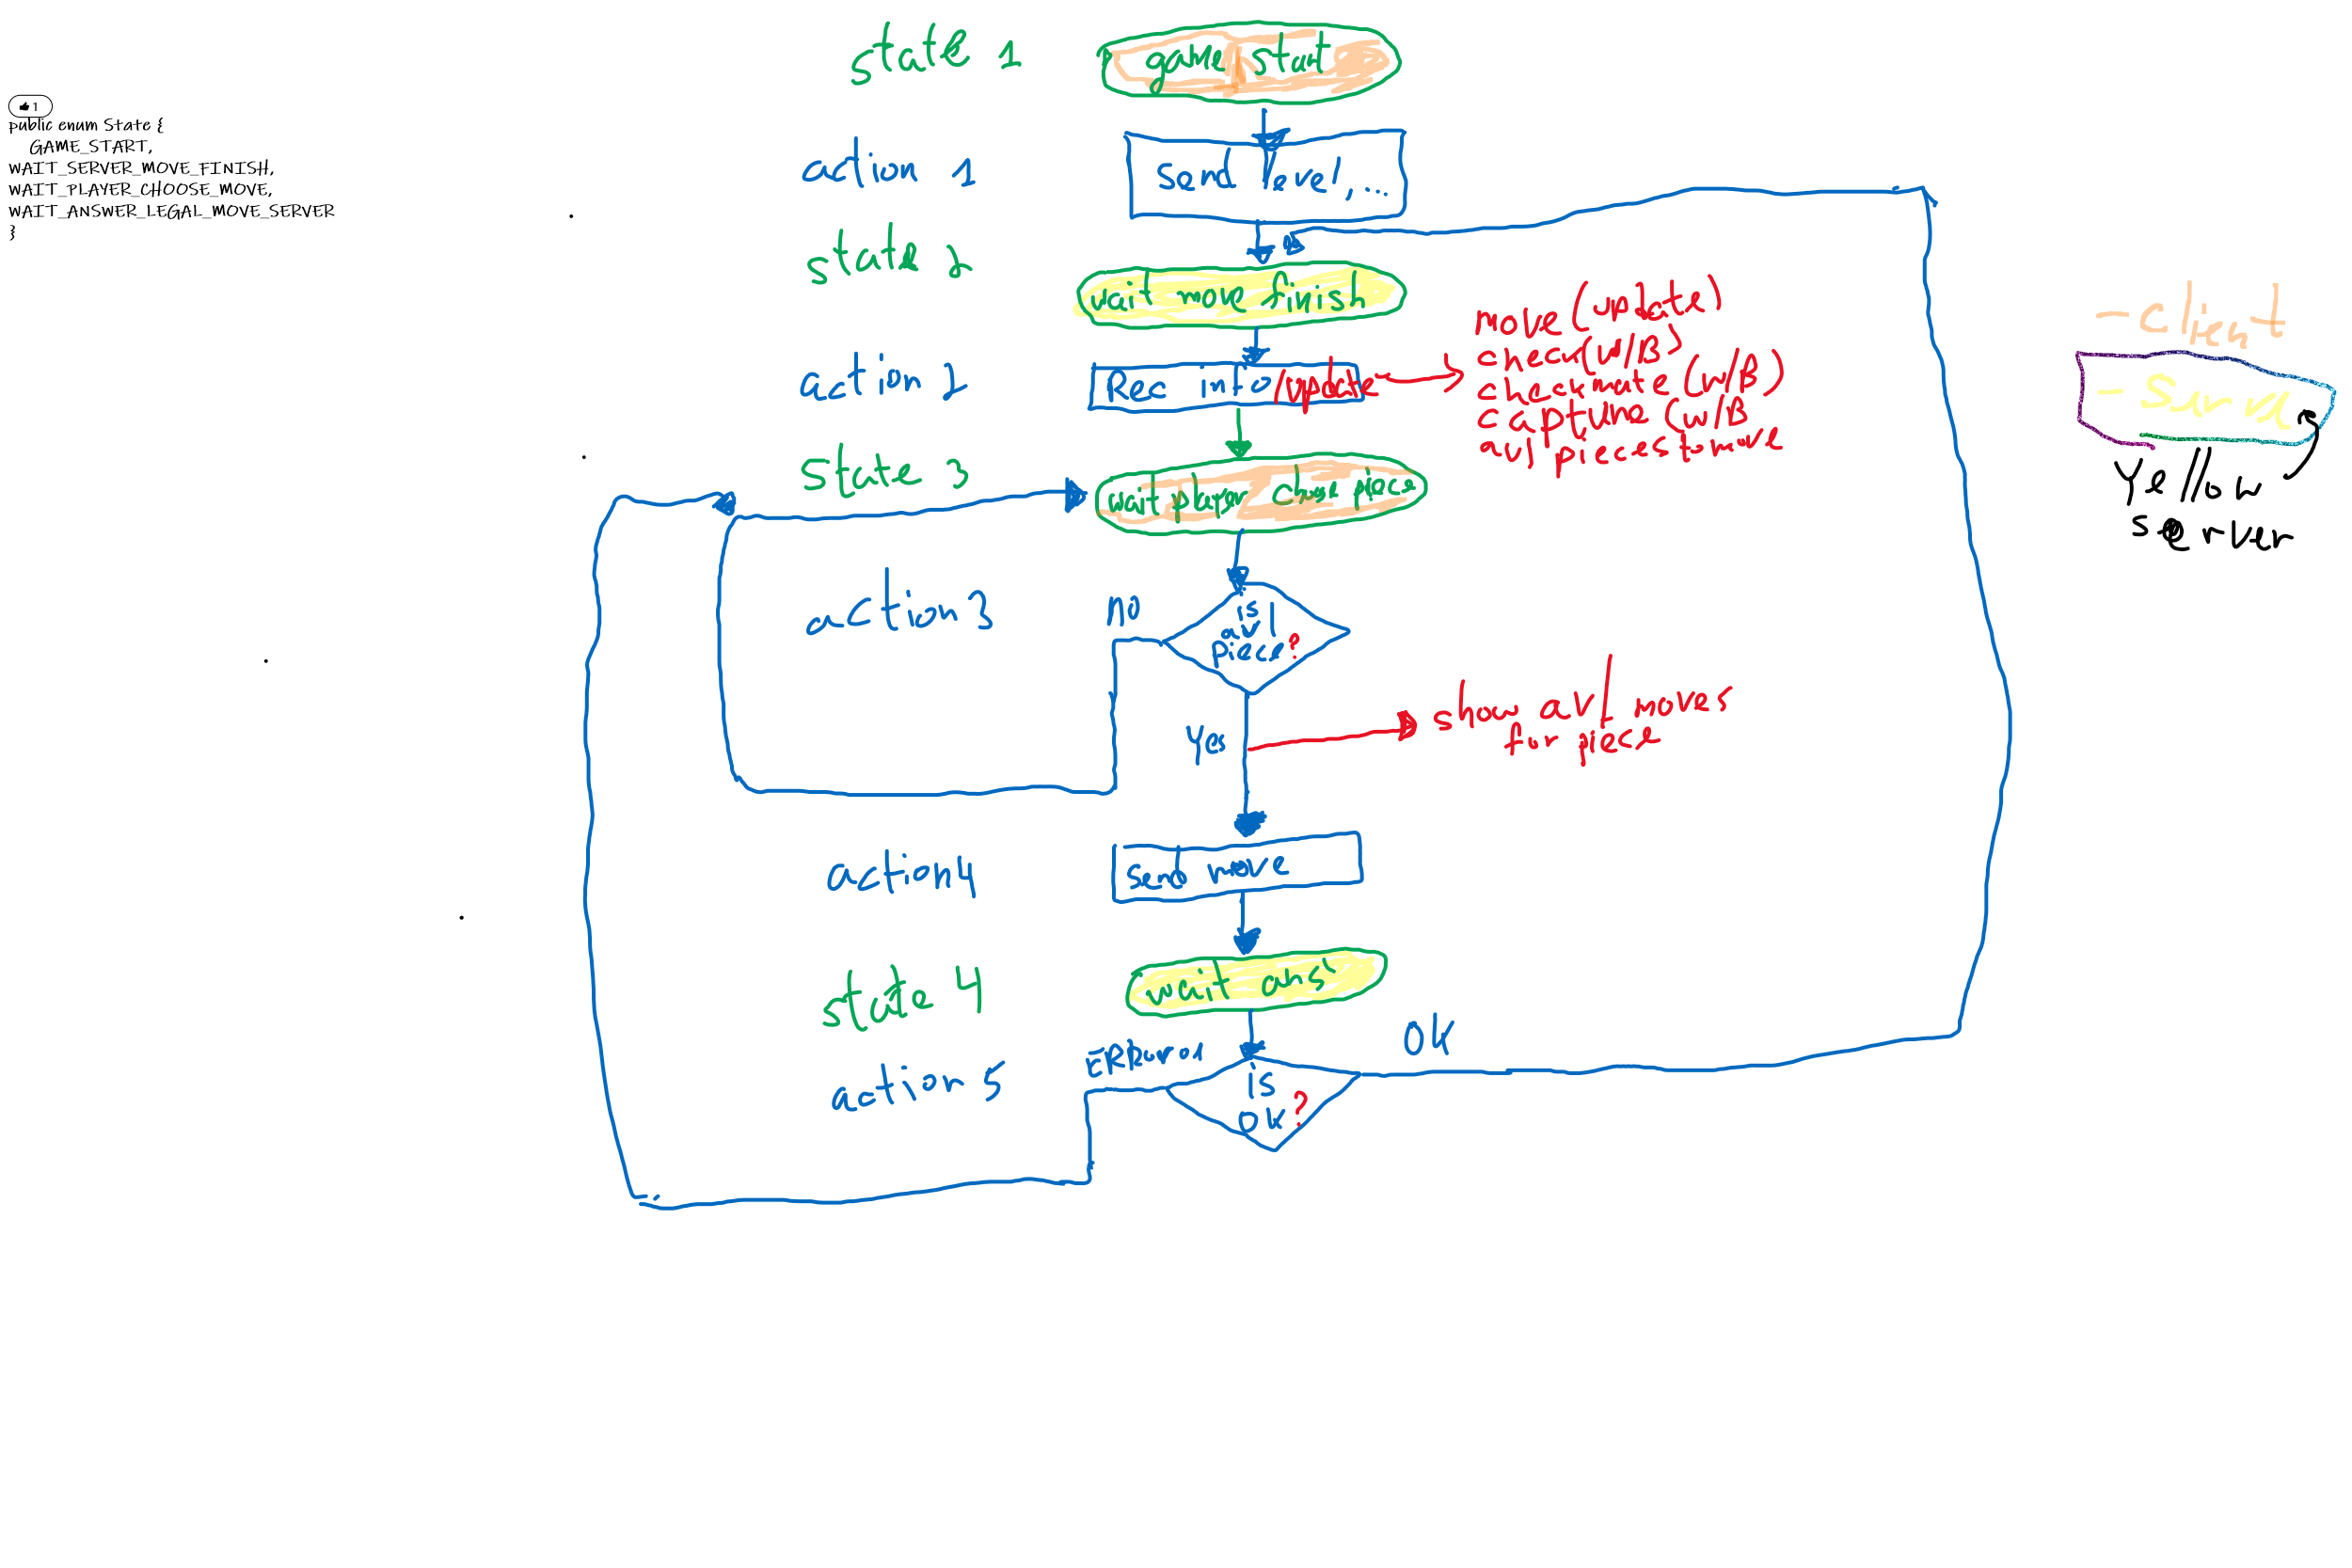 state 1
game start
1
public enum State {
GAME_START,
WAIT_SERVER_MOVE_FINISH,
WAIT_PLAYER_CHOOSE_MOVE,
WAIT_ANSWER_LEGAL_MOVE_SERVER
}
action 1
send level, ...
state 2
wait move finish
action 2
Rec info /update
move (update)
check(w/B)
checkmate (w/B)
capture (w/B
avl pieces to move
- client
- Server
yellow
server
state 3
wait player chose piece
action 3
no
is
avl
piece?
yes
show avl moves
for piece
action 4
send move
state 4
wait ans
action 5
ok
is
ok?